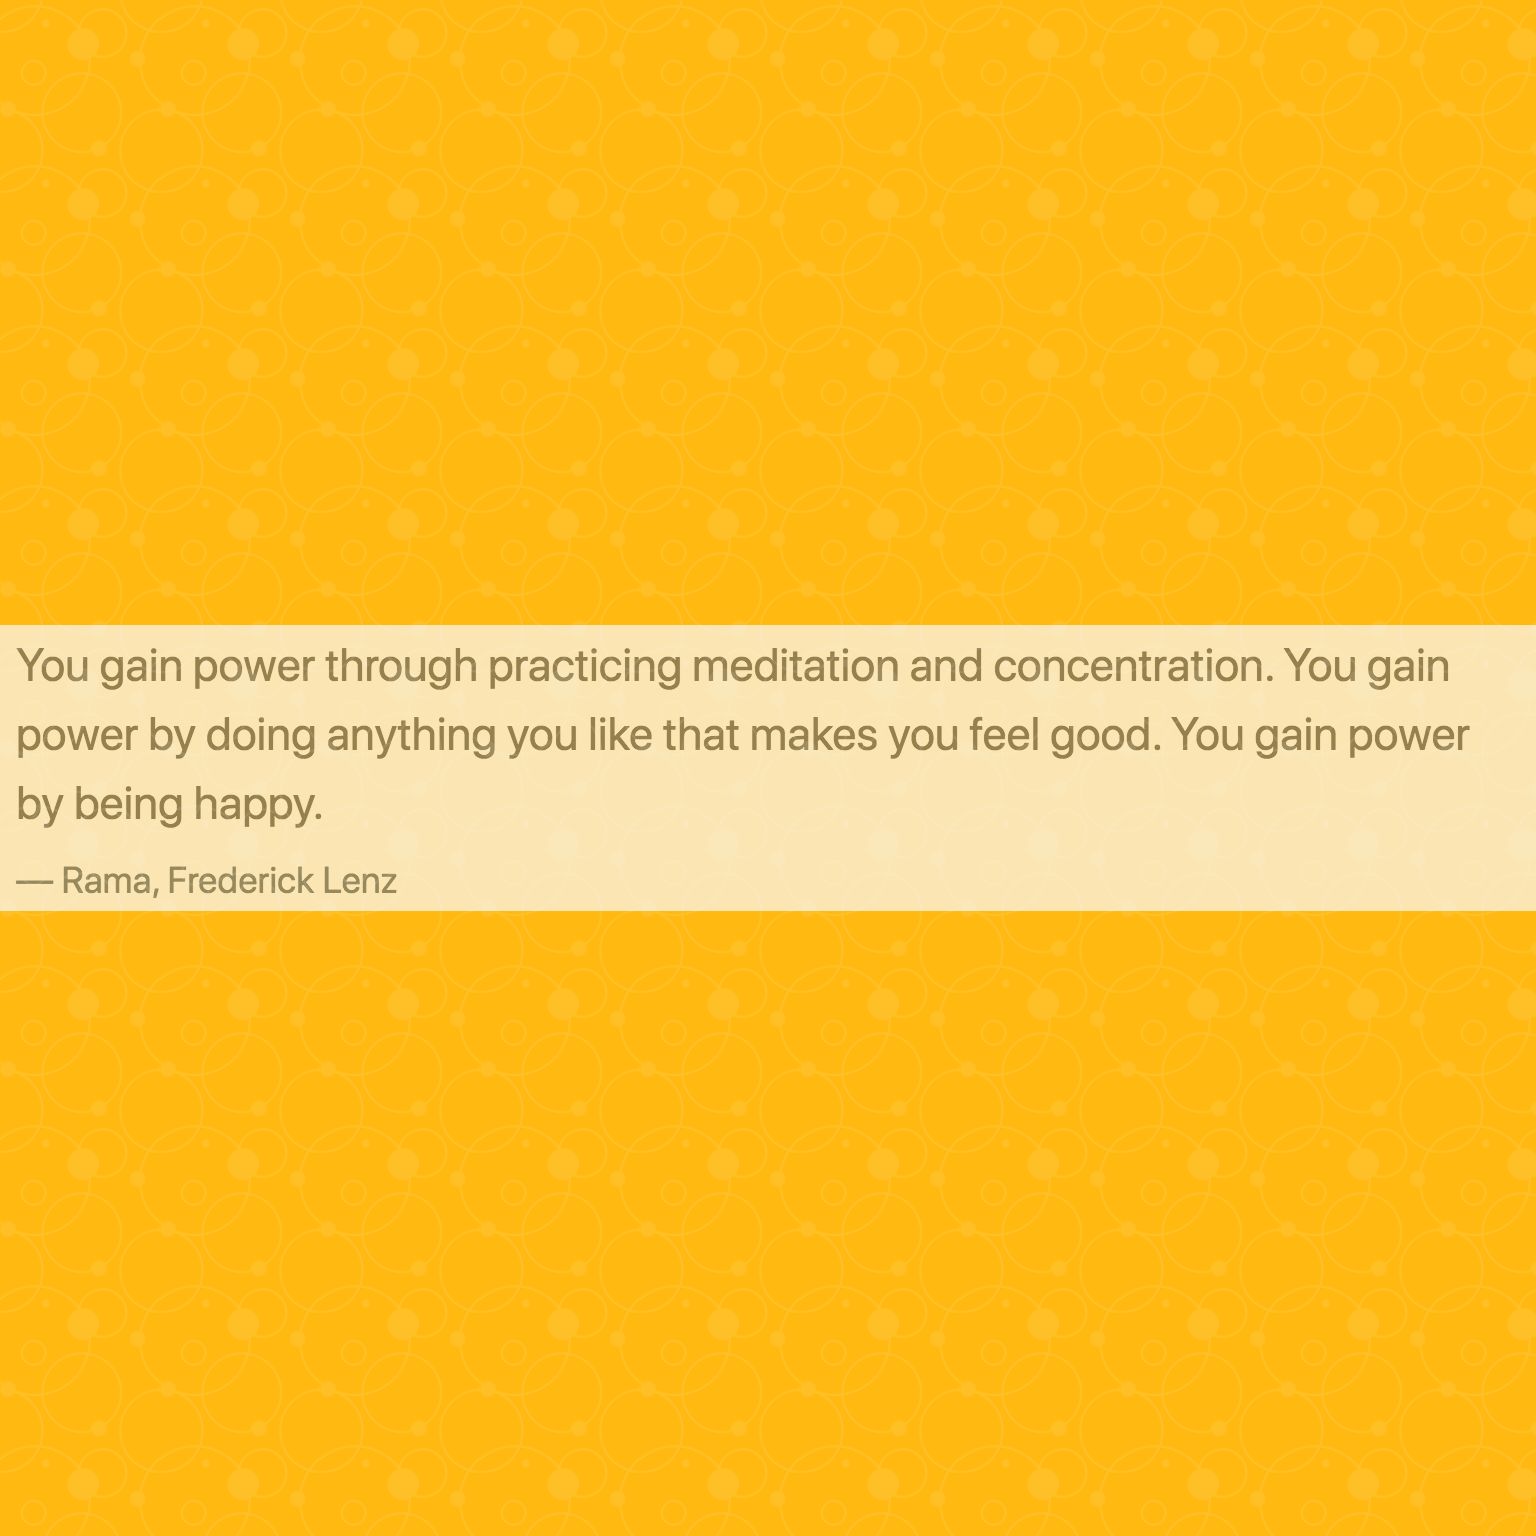 You gain power through practicing meditation and concentration. You gain
power by doing anything you like that makes you feel good. You gain power
by being happy.
— Rama, Frederick Lenz